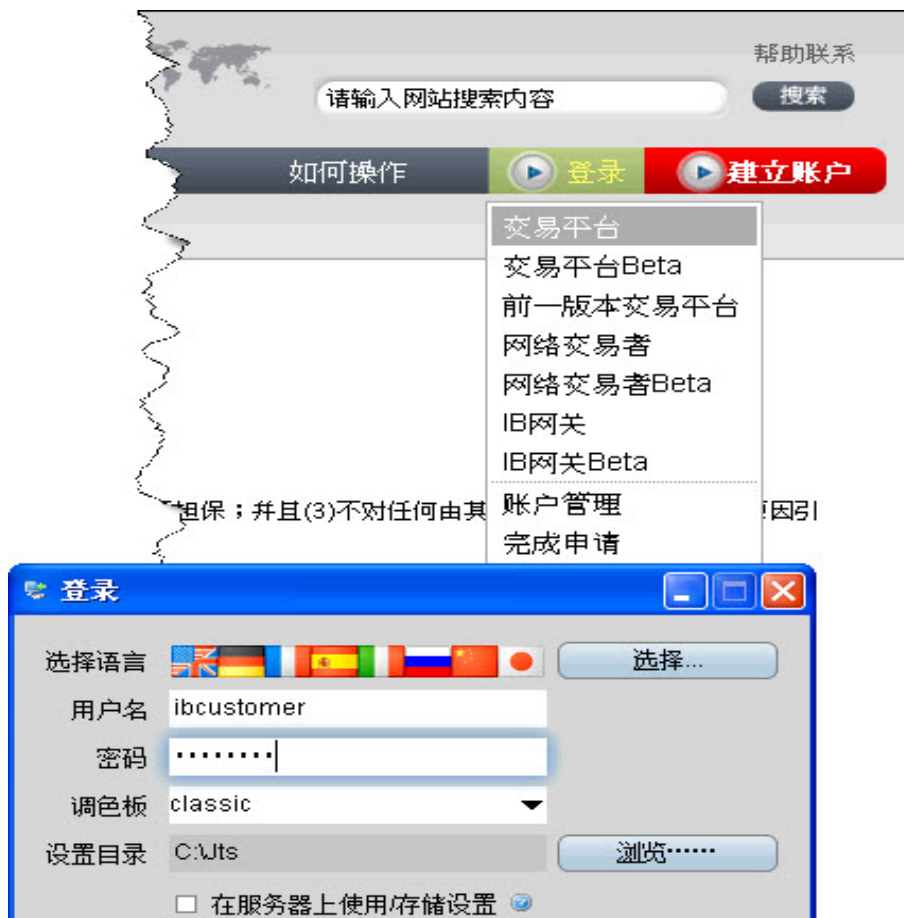 帮助联系
请输入网站搜索内容 搜索
如何操作 登录 建立账户
交易平台
交易平台Beta
前一版本交易平台
网络交易者
网络交易者Beta
IB网关
IB网关Beta
担保；并且(3)不对任何由其 账户管理 因引
完成申请
登录
选择语言 选择...
用户名 ibcustomer
密码 ••••••••
调色板 classic
设置目录 C:\Jts 浏览……
在服务器上使用/存储设置